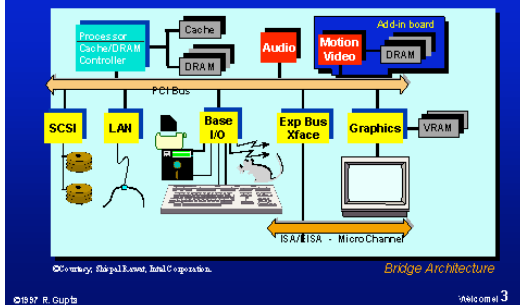 Processor
Cache/DRAM
Controller
Cache
DRAM
Audio
Add-in board
Motion
Video
DRAM
PCI Bus
SCSI
LAN
Base
I/O
Exp Bus
Xface
Graphics
VRAM
ISA/EISA - MicroChannel
©Courtesy, Shirpal Rawat, Intel Corporation.
Bridge Architecture
©1997 R. Gupta
Welcome! 3